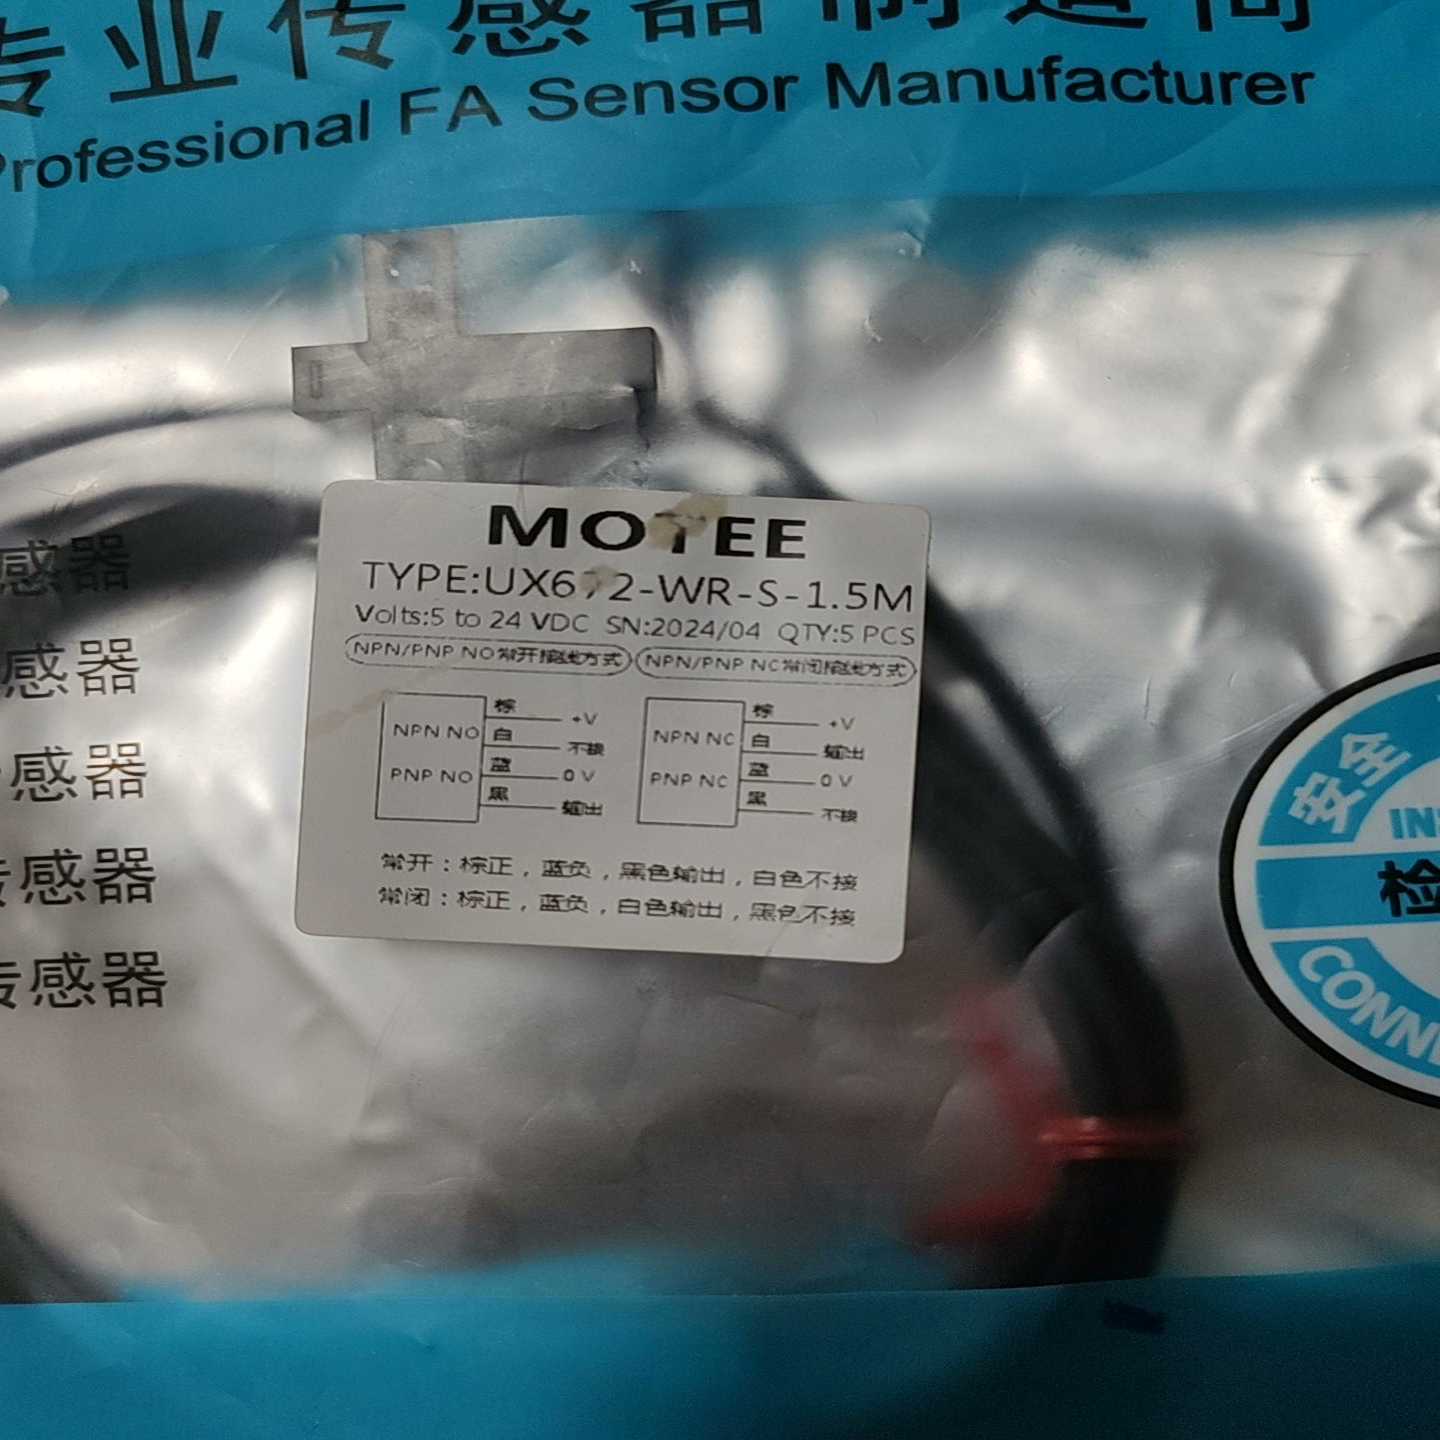 专业传感器制造商
Professional FA Sensor Manufacturer
MOTEE
TYPE:UX672-WR-S-1.5M
Volts:5 to 24 VDC SN:2024/04 QTY:5 PCS
NPN/PNP NO常开接线方式 NPN/PNP NC常闭接线方式
NPN NO
PNP NO
棕 +V
白 不接
蓝 0 V
黑 输出
NPN NC
PNP NC
棕 +V
白 输出
蓝 0 V
黑 不接
常开：棕正，蓝负，黑色输出，白色不接
常闭：棕正，蓝负，白色输出，黑色不接
感器
感器
感器
传感器
传感器
安全
检